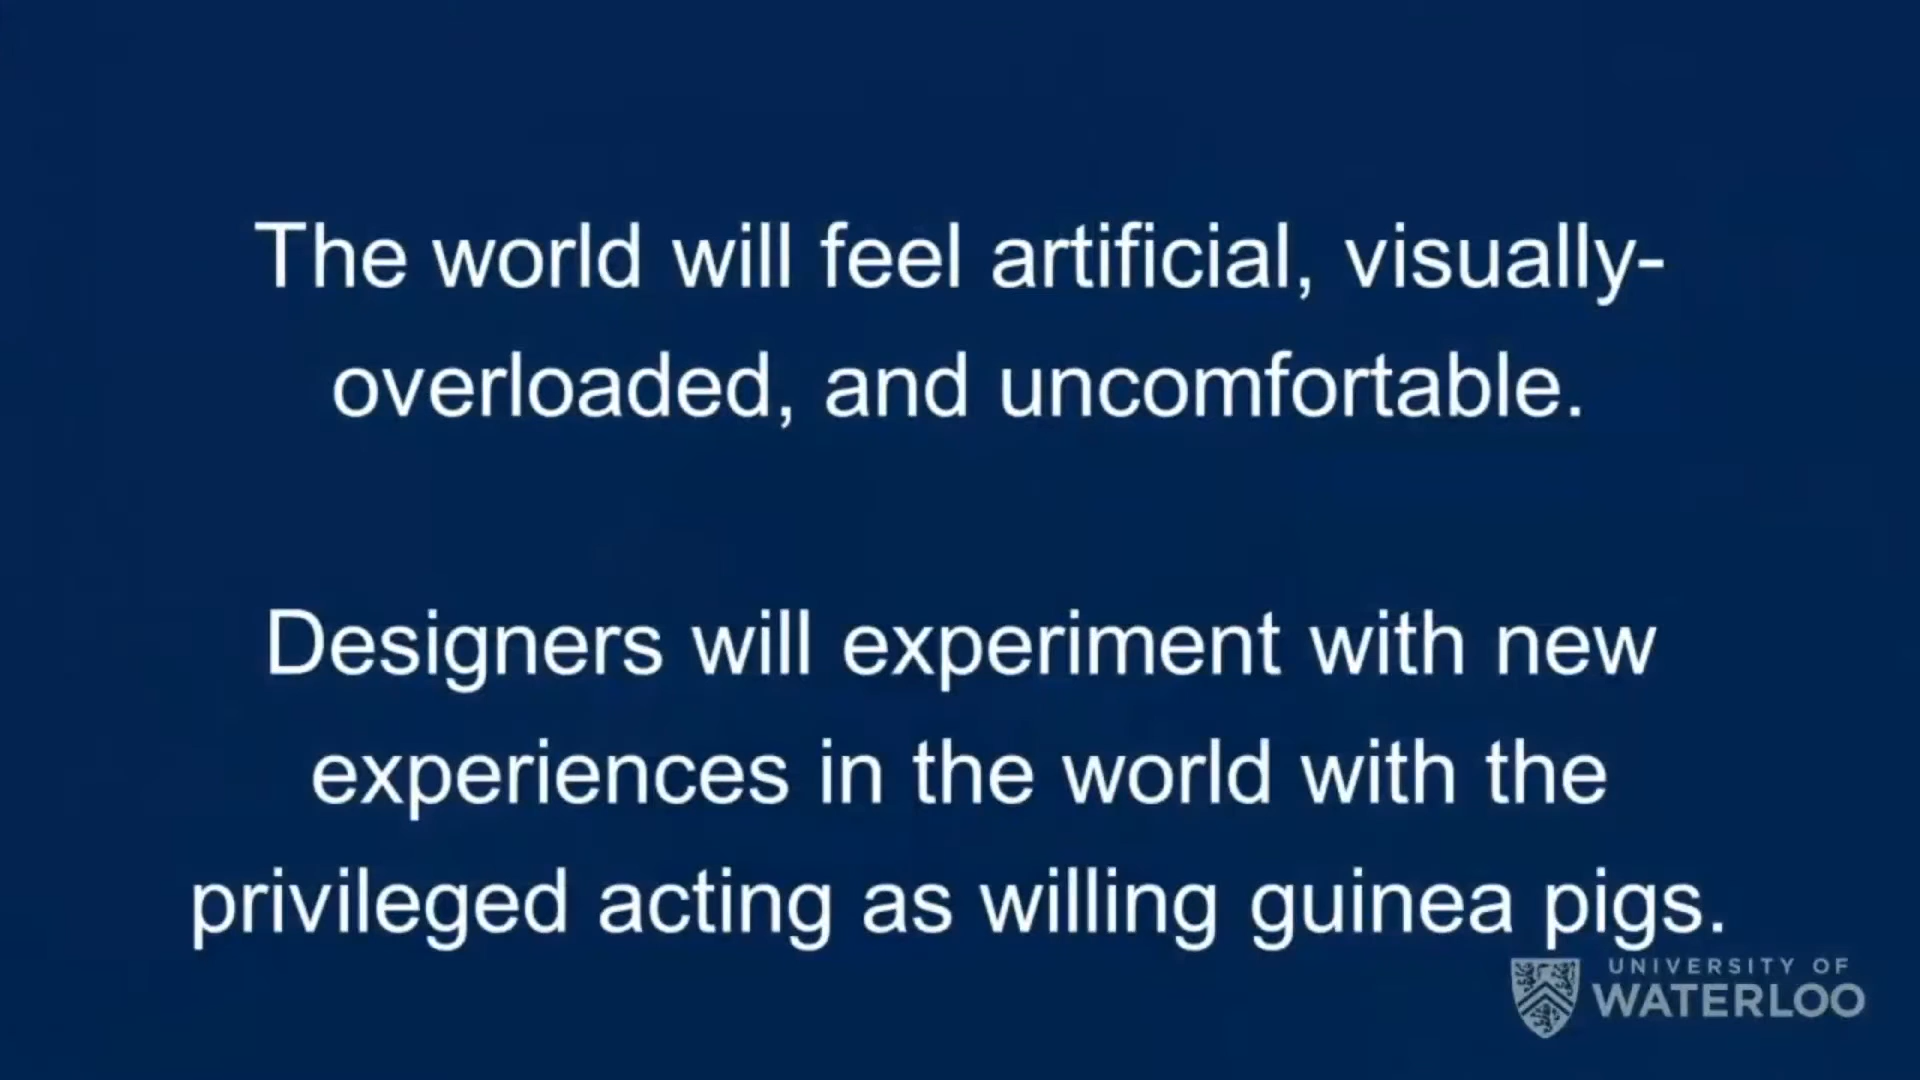 The world will feel artificial, visually-
overloaded, and uncomfortable.
Designers will experiment with new
experiences in the world with the
privileged acting as willing guinea pigs.
UNIVERSITY OF
WATERLOO